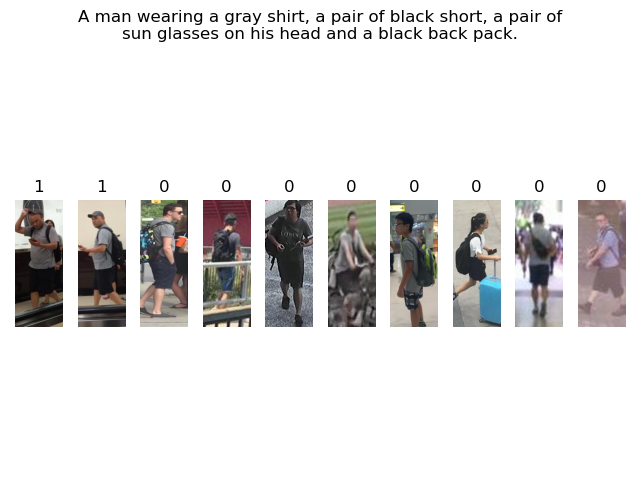 A man wearing a gray shirt, a pair of black short, a pair of
sun glasses on his head and a black back pack.
1 1 0 0 0 0 0 0 0 0